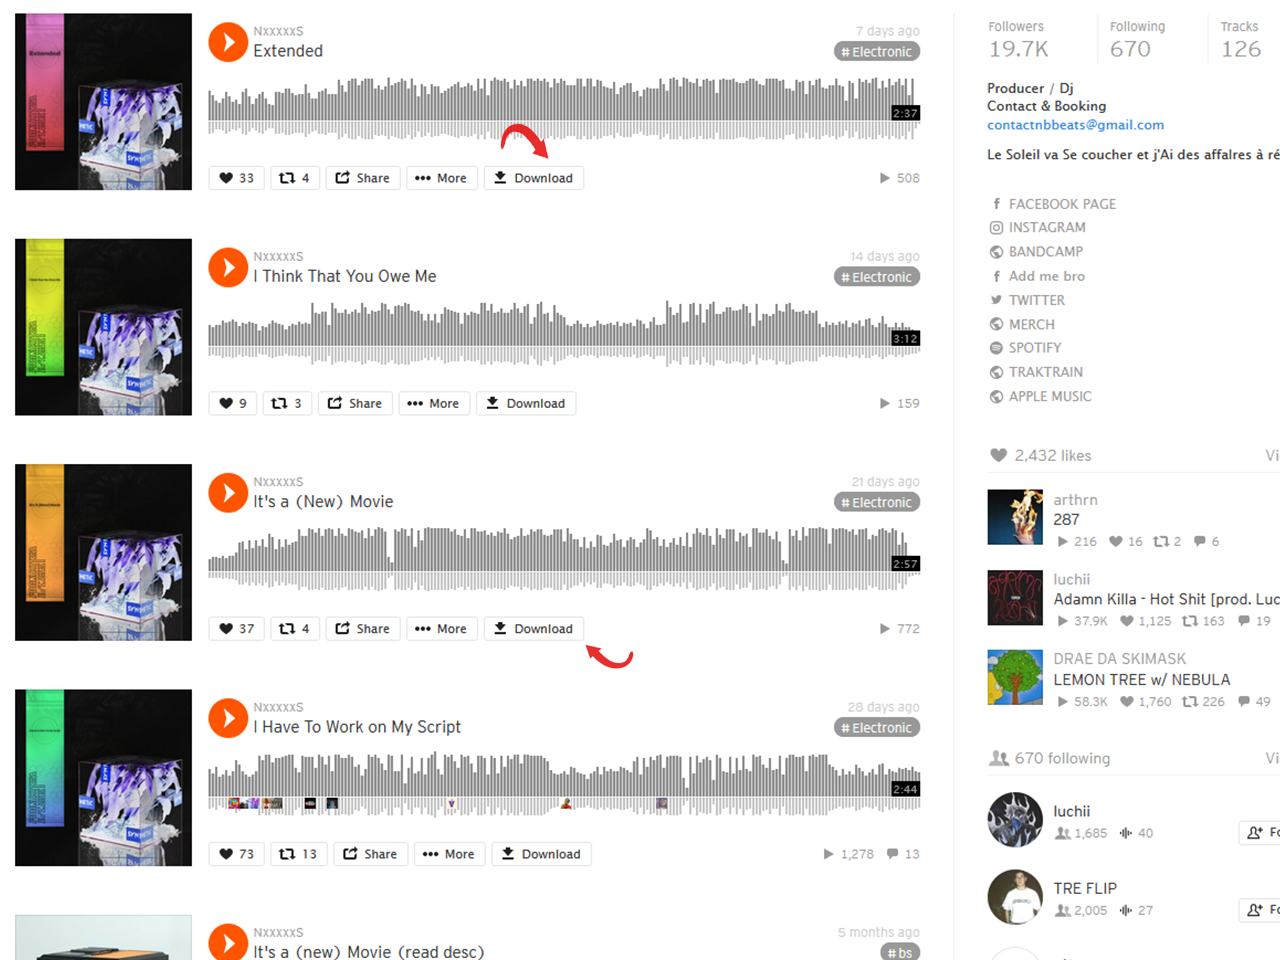 NxxxxxS
7 days ago
Extended
# Electronic
2:37
33
4
Share
More
Download
508
NxxxxxS
14 days ago
I Think That You Owe Me
# Electronic
3:12
9
3
Share
More
Download
159
NxxxxxS
21 days ago
It's a (New) Movie
# Electronic
2:57
37
4
Share
More
Download
772
NxxxxxS
28 days ago
I Have To Work on My Script
# Electronic
2:44
73
13
Share
More
Download
1,278
13
NxxxxxS
5 months ago
It's a (new) Movie (read desc)
# bs
Followers
19.7K
Following
670
Tracks
126
Producer / Dj
Contact & Booking
contactnbbeats@gmail.com
Le Soleil va Se coucher et j'Ai des affaIres à ré
FACEBOOK PAGE
INSTAGRAM
BANDCAMP
Add me bro
TWITTER
MERCH
SPOTIFY
TRAKTRAIN
APPLE MUSIC
2,432 likes
Vi
arthrn
287
216 16 2 6
luchii
Adamn Killa - Hot Shit [prod. Luc
37.9K 1,125 163 19
DRAE DA SKIMASK
LEMON TREE w/ NEBULA
58.3K 1,760 226 49
670 following
Vi
luchii
1,685 40
Fo
TRE FLIP
2,005 27
Fo